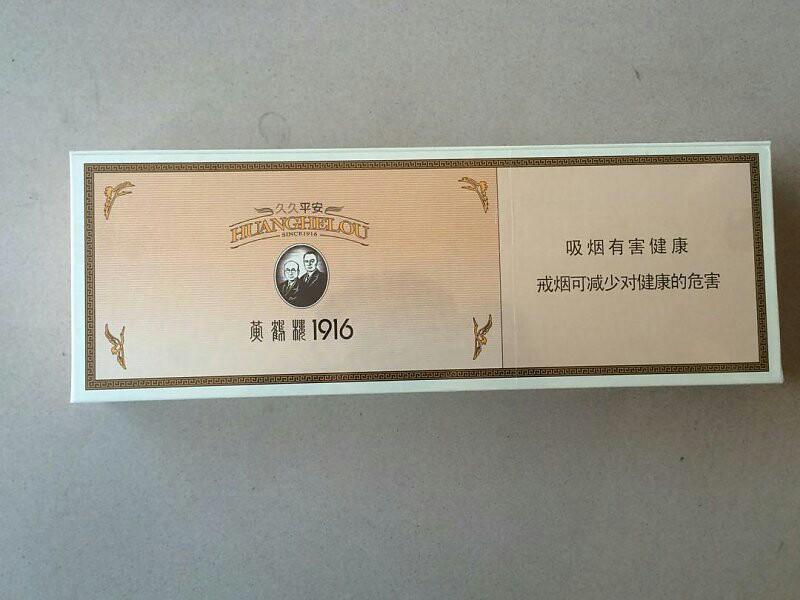 久久平安
HUANGHELOU
SINCE1916
黄鹤楼1916
吸烟有害健康
戒烟可减少对健康的危害